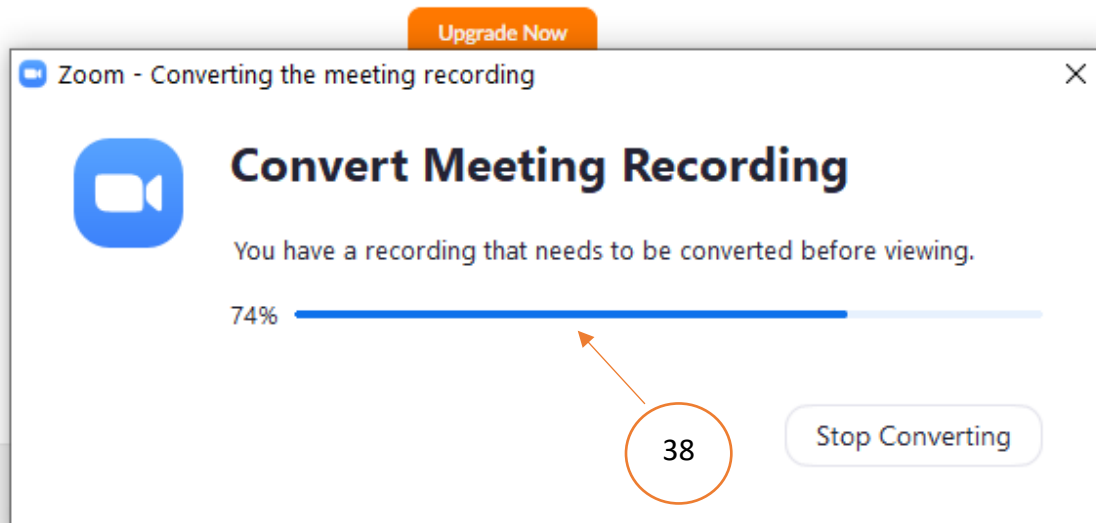 Upgrade Now
Zoom - Converting the meeting recording
Convert Meeting Recording
You have a recording that needs to be converted before viewing.
74%
38
Stop Converting